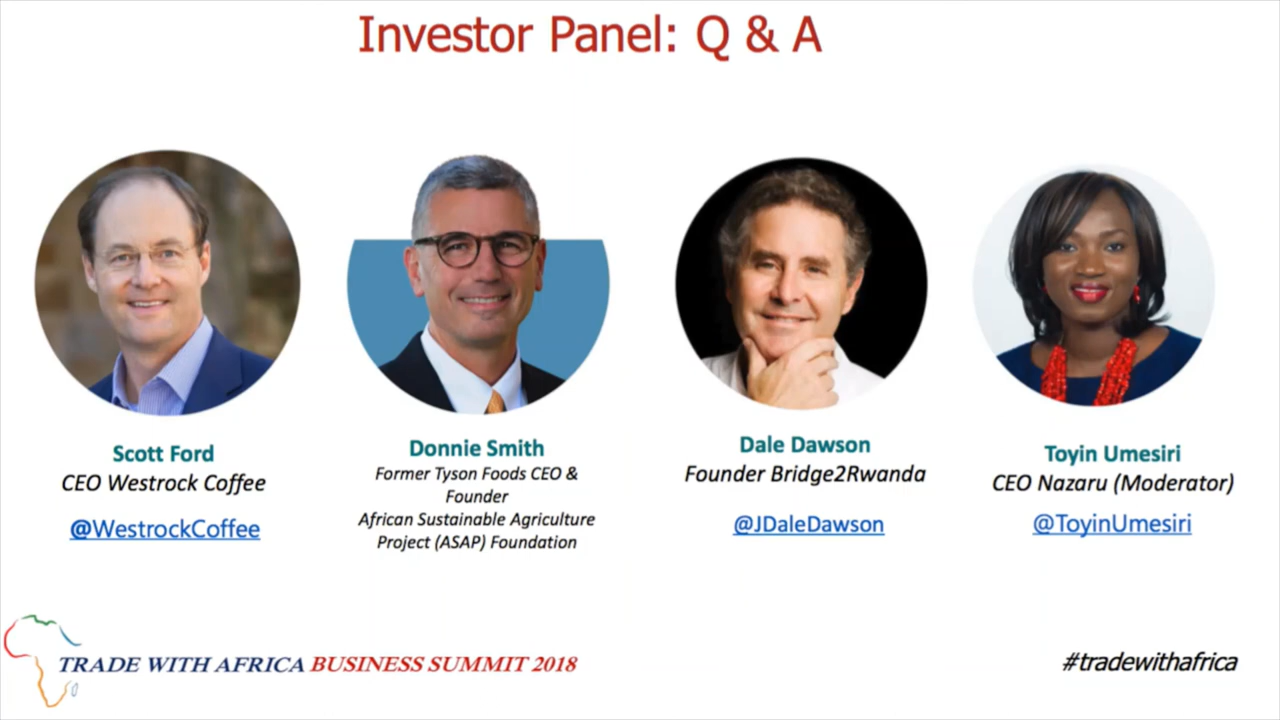 Investor Panel: Q & A
Scott Ford
CEO Westrock Coffee
@WestrockCoffee
Donnie Smith
Former Tyson Foods CEO &
Founder
African Sustainable Agriculture
Project (ASAP) Foundation
Dale Dawson
Founder Bridge2Rwanda
@JDaleDawson
Toyin Umesiri
CEO Nazaru (Moderator)
@ToyinUmesiri
TRADE WITH AFRICA BUSINESS SUMMIT 2018
#tradewithafrica